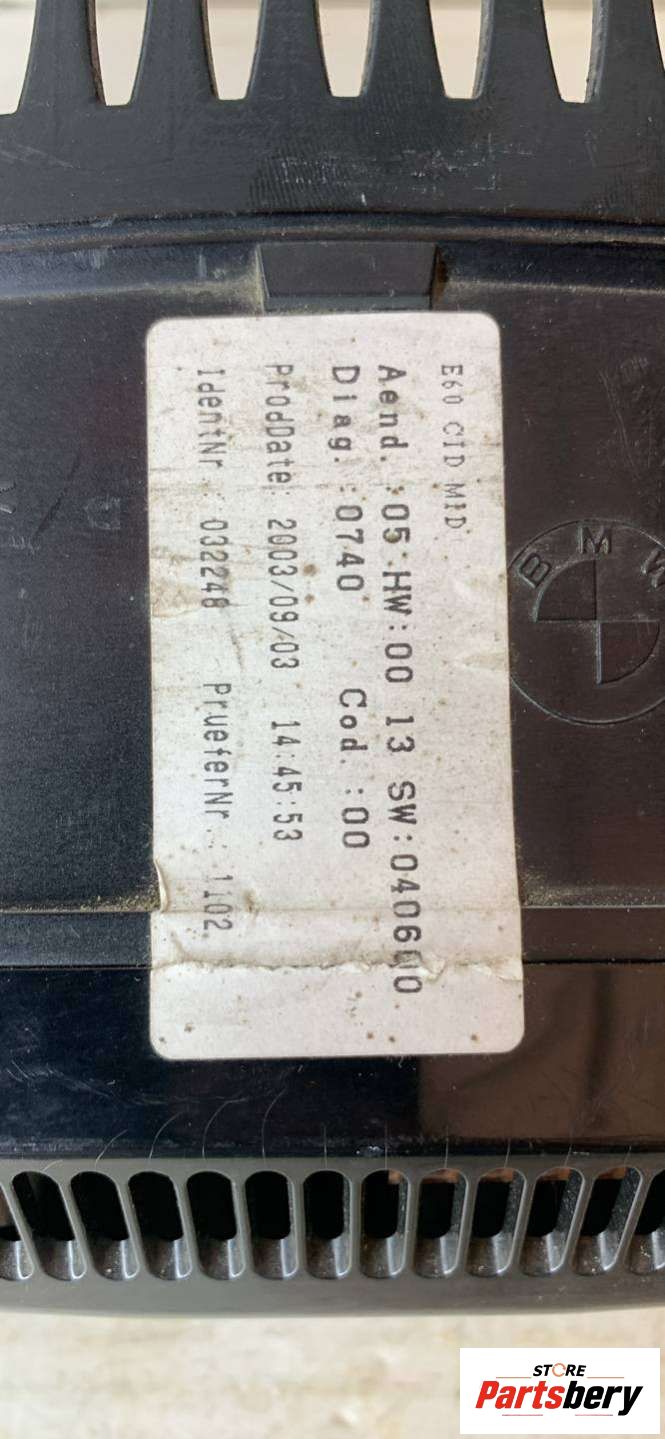 E60 CID MID
Aend. :05 HW:00 13 SW:040600
Diag. :0740 Cod. :00
ProdDate: 2003/09/03 14:45:53
IdentNr : 032248 PrueferNr. : 1102
BMW
STORE
Partsbery